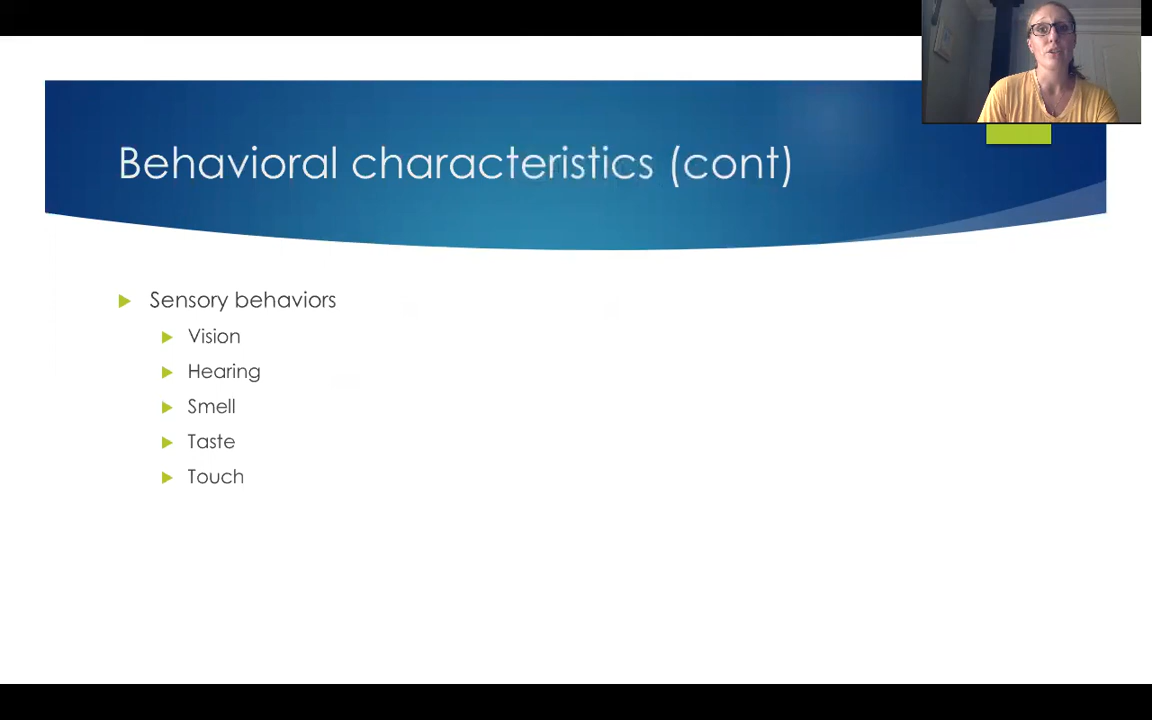 Behavioral characteristics (cont)
Sensory behaviors
Vision
Hearing
Smell
Taste
Touch